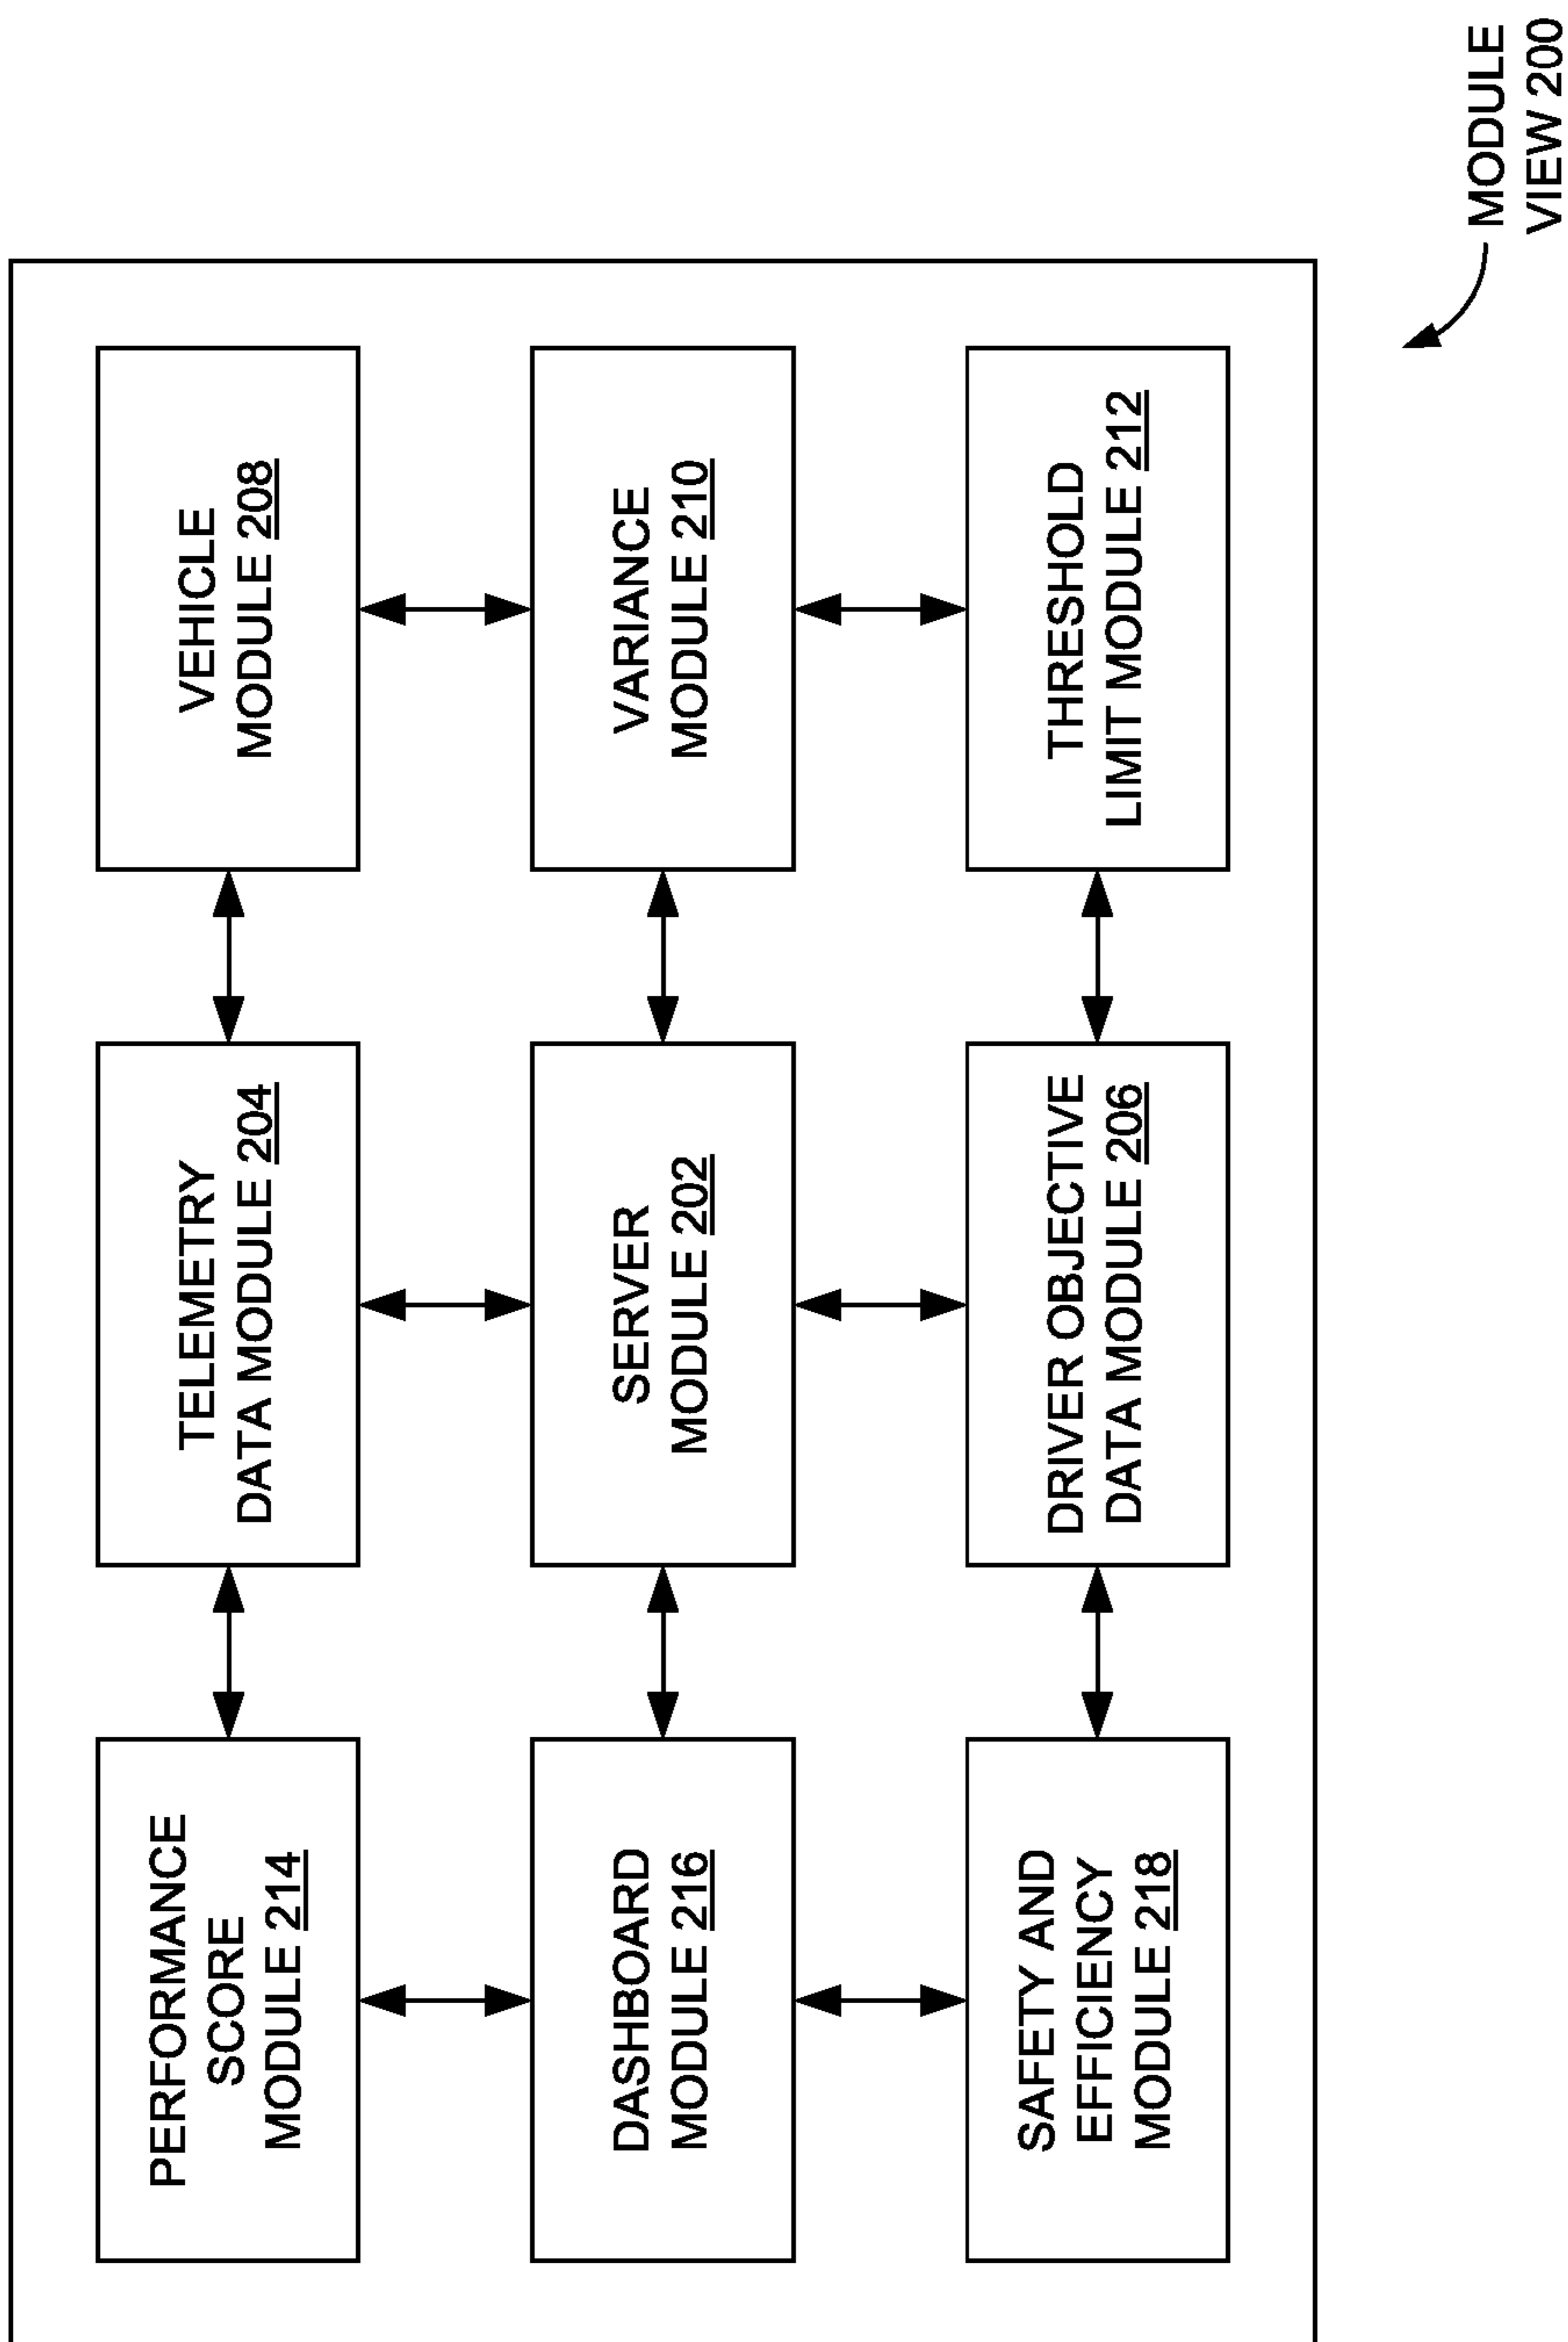 PERFORMANCE
SCORE
MODULE 214
TELEMETRY
DATA MODULE 204
VEHICLE
MODULE 208
DASHBOARD
MODULE 216
SERVER
MODULE 202
VARIANCE
MODULE 210
SAFETY AND
EFFICIENCY
MODULE 218
DRIVER OBJECTIVE
DATA MODULE 206
THRESHOLD
LIMIT MODULE 212
MODULE
VIEW 200